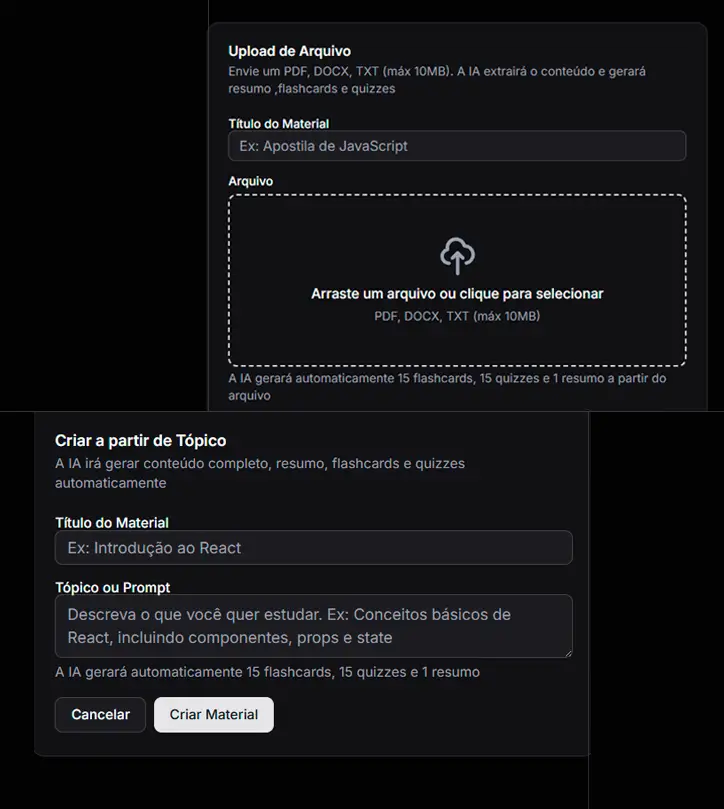 Upload de Arquivo
Envie um PDF, DOCX, TXT (máx 10MB). A IA extrairá o conteúdo e gerará
resumo ,flashcards e quizzes
Título do Material
Ex: Apostila de JavaScript
Arquivo
Arraste um arquivo ou clique para selecionar
PDF, DOCX, TXT (máx 10MB)
A IA gerará automaticamente 15 flashcards, 15 quizzes e 1 resumo a partir do
arquivo
Criar a partir de Tópico
A IA irá gerar conteúdo completo, resumo, flashcards e quizzes
automaticamente
Título do Material
Ex: Introdução ao React
Tópico ou Prompt
Descreva o que você quer estudar. Ex: Conceitos básicos de
React, incluindo componentes, props e state
A IA gerará automaticamente 15 flashcards, 15 quizzes e 1 resumo
Cancelar
Criar Material